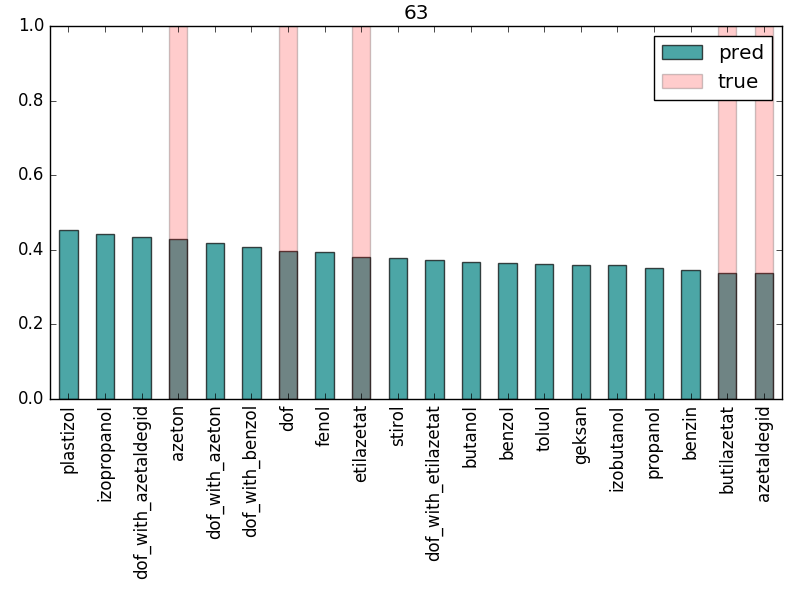 63
1.0
0.8
0.6
0.4
0.2
0.0
pred
true
plastizol
izopropanol
dof_with_azetaldegid
azeton
dof_with_azeton
dof_with_benzol
dof
fenol
etilazetat
stirol
dof_with_etilazetat
butanol
benzol
toluol
geksan
izobutanol
propanol
benzin
butilazetat
azetaldegid